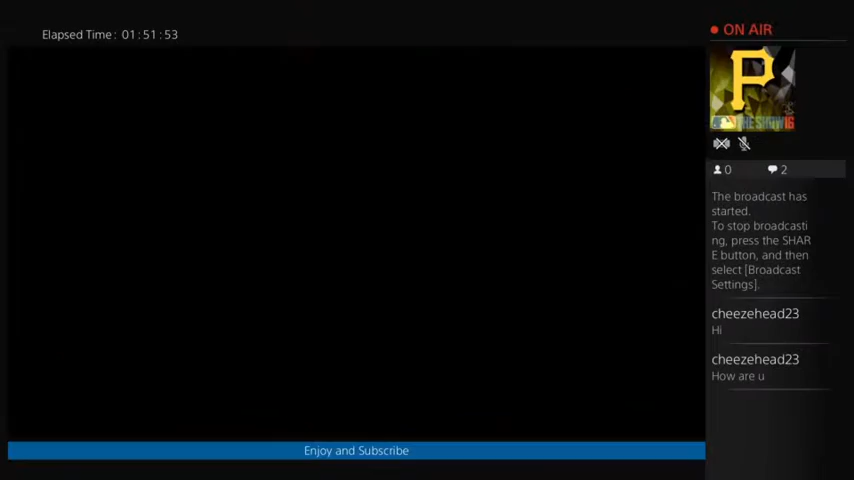 Elapsed Time: 01:51:53
ON AIR
P
THE SHOW 16
0 2
The broadcast has
started.
To stop broadcasti
ng, press the SHAR
E button, and then
select [Broadcast
Settings].
cheezehead23
Hi
cheezehead23
How are u
Enjoy and Subscribe